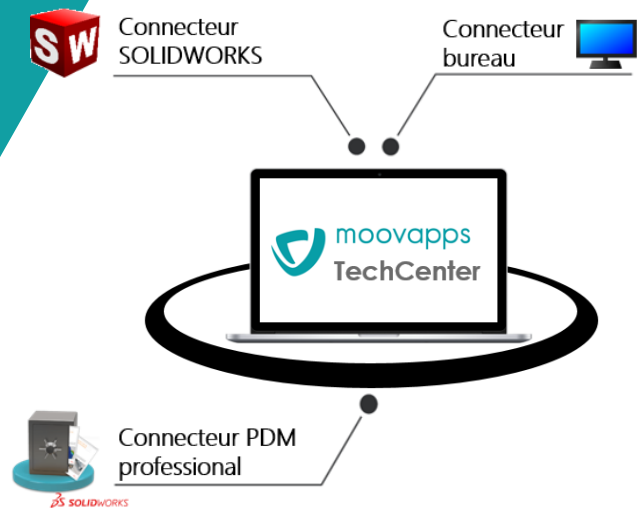 SW
Connecteur
SOLIDWORKS
Connecteur
bureau
moovapps
TechCenter
Connecteur PDM
professional
SOLIDWORKS